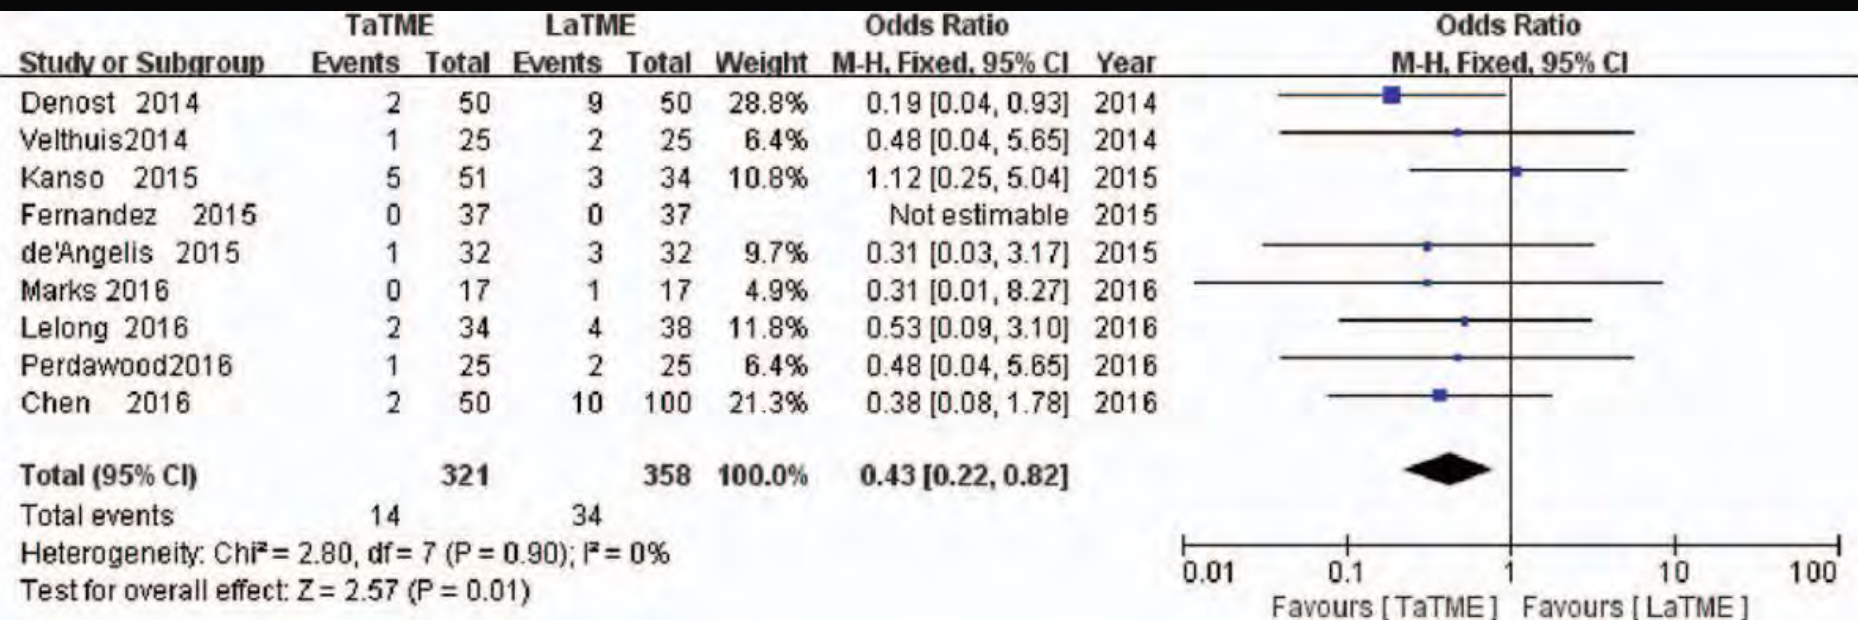 TaTME LaTME Odds Ratio Odds Ratio
Study or Subgroup Events Total Events Total Weight M-H, Fixed, 95% CI Year M-H, Fixed, 95% CI
Denost 2014 2 50 9 50 28.8% 0.19 [0.04, 0.93] 2014
Velthuis2014 1 25 2 25 6.4% 0.48 [0.04, 5.65] 2014
Kanso 2015 5 51 3 34 10.8% 1.12 [0.25, 5.04] 2015
Fernandez 2015 0 37 0 37 Not estimable 2015
de'Angelis 2015 1 32 3 32 9.7% 0.31 [0.03, 3.17] 2015
Marks 2016 0 17 1 17 4.9% 0.31 [0.01, 8.27] 2016
Lelong 2016 2 34 4 38 11.8% 0.53 [0.09, 3.10] 2016
Perdawood2016 1 25 2 25 6.4% 0.48 [0.04, 5.65] 2016
Chen 2016 2 50 10 100 21.3% 0.38 [0.08, 1.78] 2016
Total (95% CI) 321 358 100.0% 0.43 [0.22, 0.82]
Total events 14 34
Heterogeneity: Chi² = 2.80, df = 7 (P = 0.90); I² = 0%
Test for overall effect: Z = 2.57 (P = 0.01)
0.01 0.1 1 10 100
Favours [TaTME] Favours [LaTME]